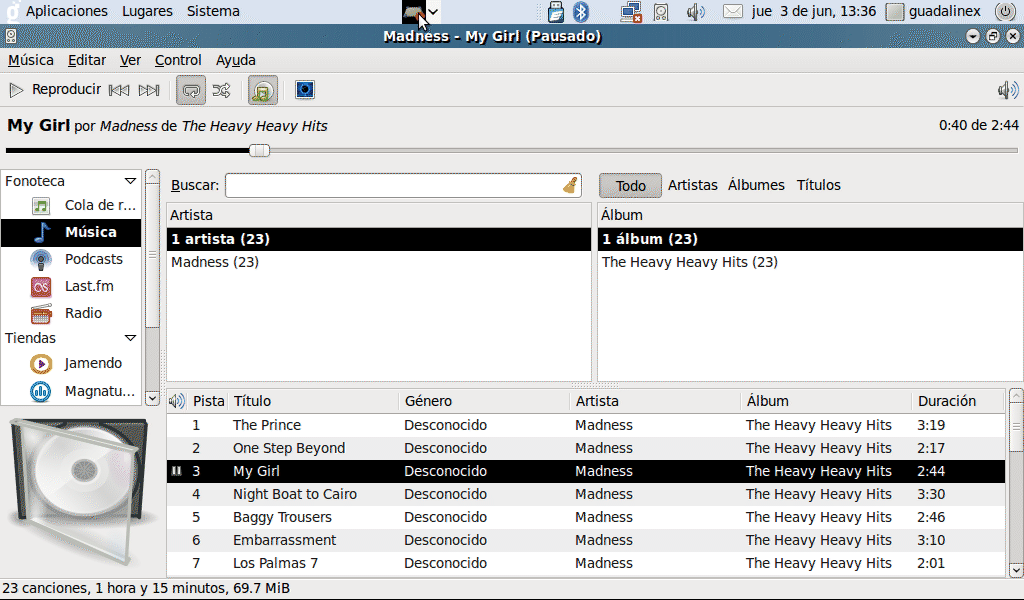 Aplicaciones Lugares Sistema jue 3 de jun, 13:36 guadalinex
Madness - My Girl (Pausado)
Música Editar Ver Control Ayuda
Reproducir
My Girl por Madness de The Heavy Heavy Hits 0:40 de 2:44
Fonoteca
Cola de r...
Música
Podcasts
Last.fm
Radio
Tiendas
Jamendo
Magnatu...
Buscar: Todo Artistas Álbumes Títulos
Artista Álbum
1 artista (23) 1 álbum (23)
Madness (23) The Heavy Heavy Hits (23)
Pista Título Género Artista Álbum Duración
1 The Prince Desconocido Madness The Heavy Heavy Hits 3:19
2 One Step Beyond Desconocido Madness The Heavy Heavy Hits 2:17
3 My Girl Desconocido Madness The Heavy Heavy Hits 2:44
4 Night Boat to Cairo Desconocido Madness The Heavy Heavy Hits 3:30
5 Baggy Trousers Desconocido Madness The Heavy Heavy Hits 2:46
6 Embarrassment Desconocido Madness The Heavy Heavy Hits 3:10
7 Los Palmas 7 Desconocido Madness The Heavy Heavy Hits 2:01
23 canciones, 1 hora y 15 minutos, 69.7 MiB